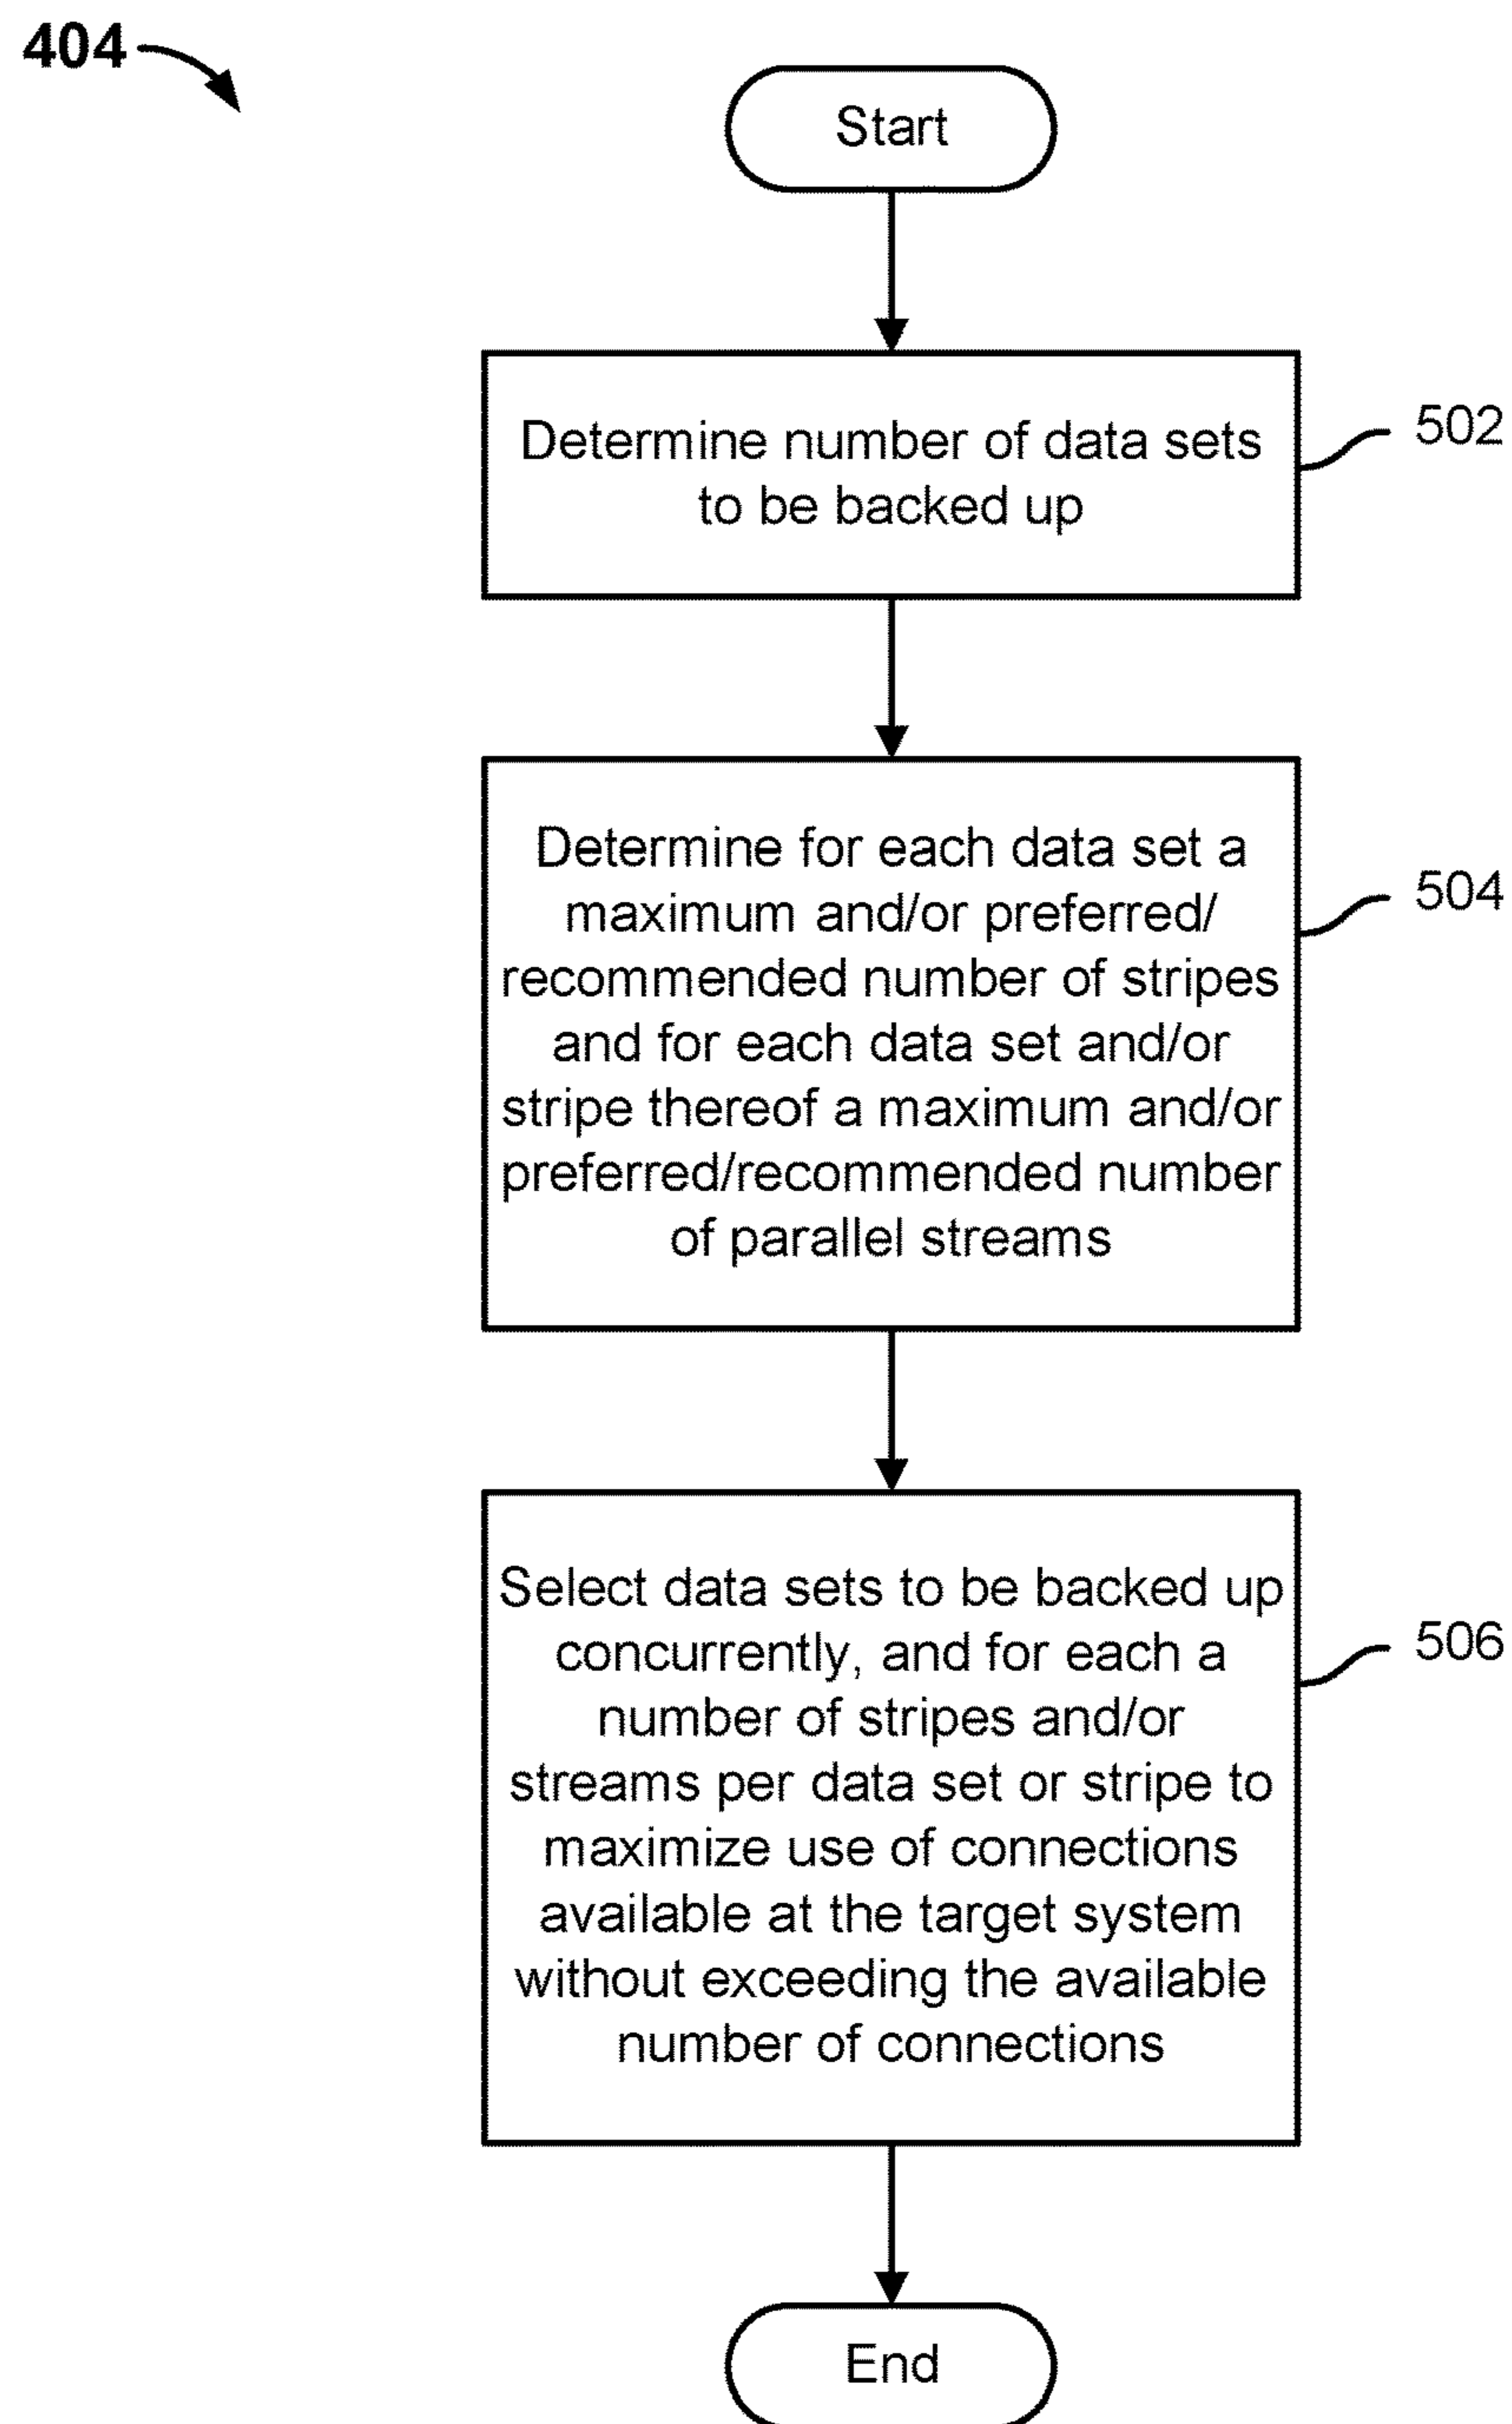 404
Start
Determine number of data sets
to be backed up
502
Determine for each data set a
maximum and/or preferred/
recommended number of stripes
and for each data set and/or
stripe thereof a maximum and/or
preferred/recommended number
of parallel streams
504
Select data sets to be backed up
concurrently, and for each a
number of stripes and/or
streams per data set or stripe to
maximize use of connections
available at the target system
without exceeding the available
number of connections
506
End